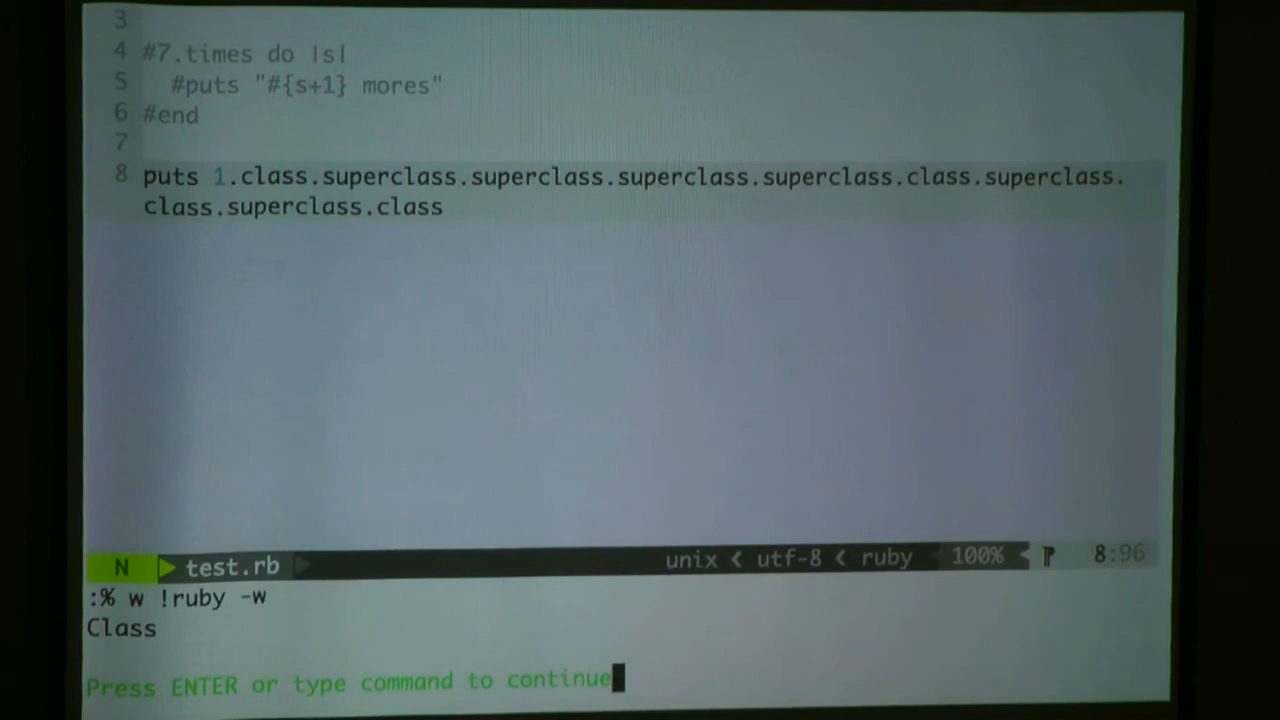 3
4 #7.times do |s|
5 #puts "#{s+1} mores"
6 #end
7
8 puts 1.class.superclass.superclass.superclass.superclass.class.superclass.
class.superclass.class
N test.rb unix < utf-8 < ruby 100% 8:96
:% w !ruby -w
Class
Press ENTER or type command to continue